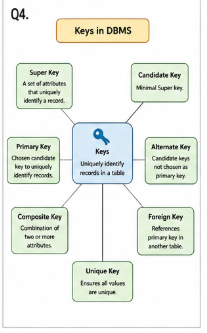 Q4.
Keys in DBMS
Super Key
A set of attributes
that uniquely
identify a record.
Candidate Key
Minimal Super key.
Primary Key
Chosen candidate
key to uniquely
identify records.
Keys
Uniquely identify
records in a table
Alternate Key
Candidate keys
not chosen as
primary key.
Composite Key
Combination of
two or more
attributes.
Foreign Key
References
primary key in
another table.
Unique Key
Ensures all values
are unique.